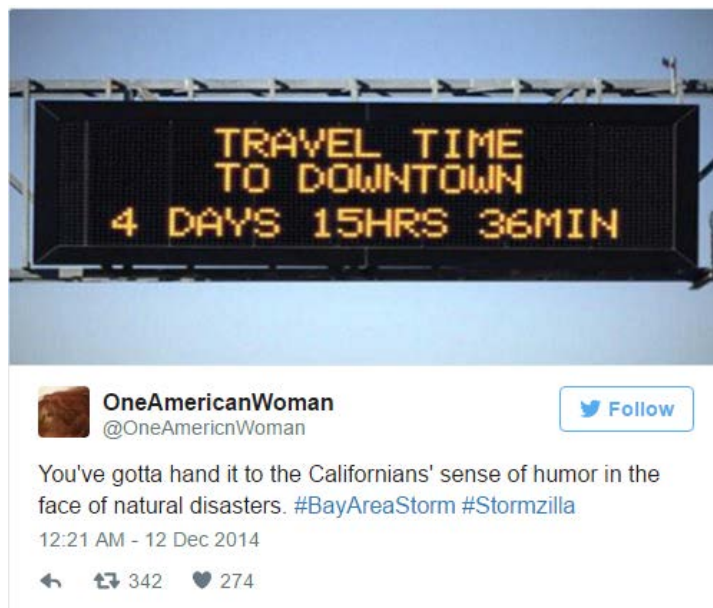 TRAVEL TIME
TO DOWNTOWN
4 DAYS 15HRS 36MIN
OneAmericanWoman
@OneAmericnWoman
Follow
You've gotta hand it to the Californians' sense of humor in the
face of natural disasters. #BayAreaStorm #Stormzilla
12:21 AM - 12 Dec 2014
342 274